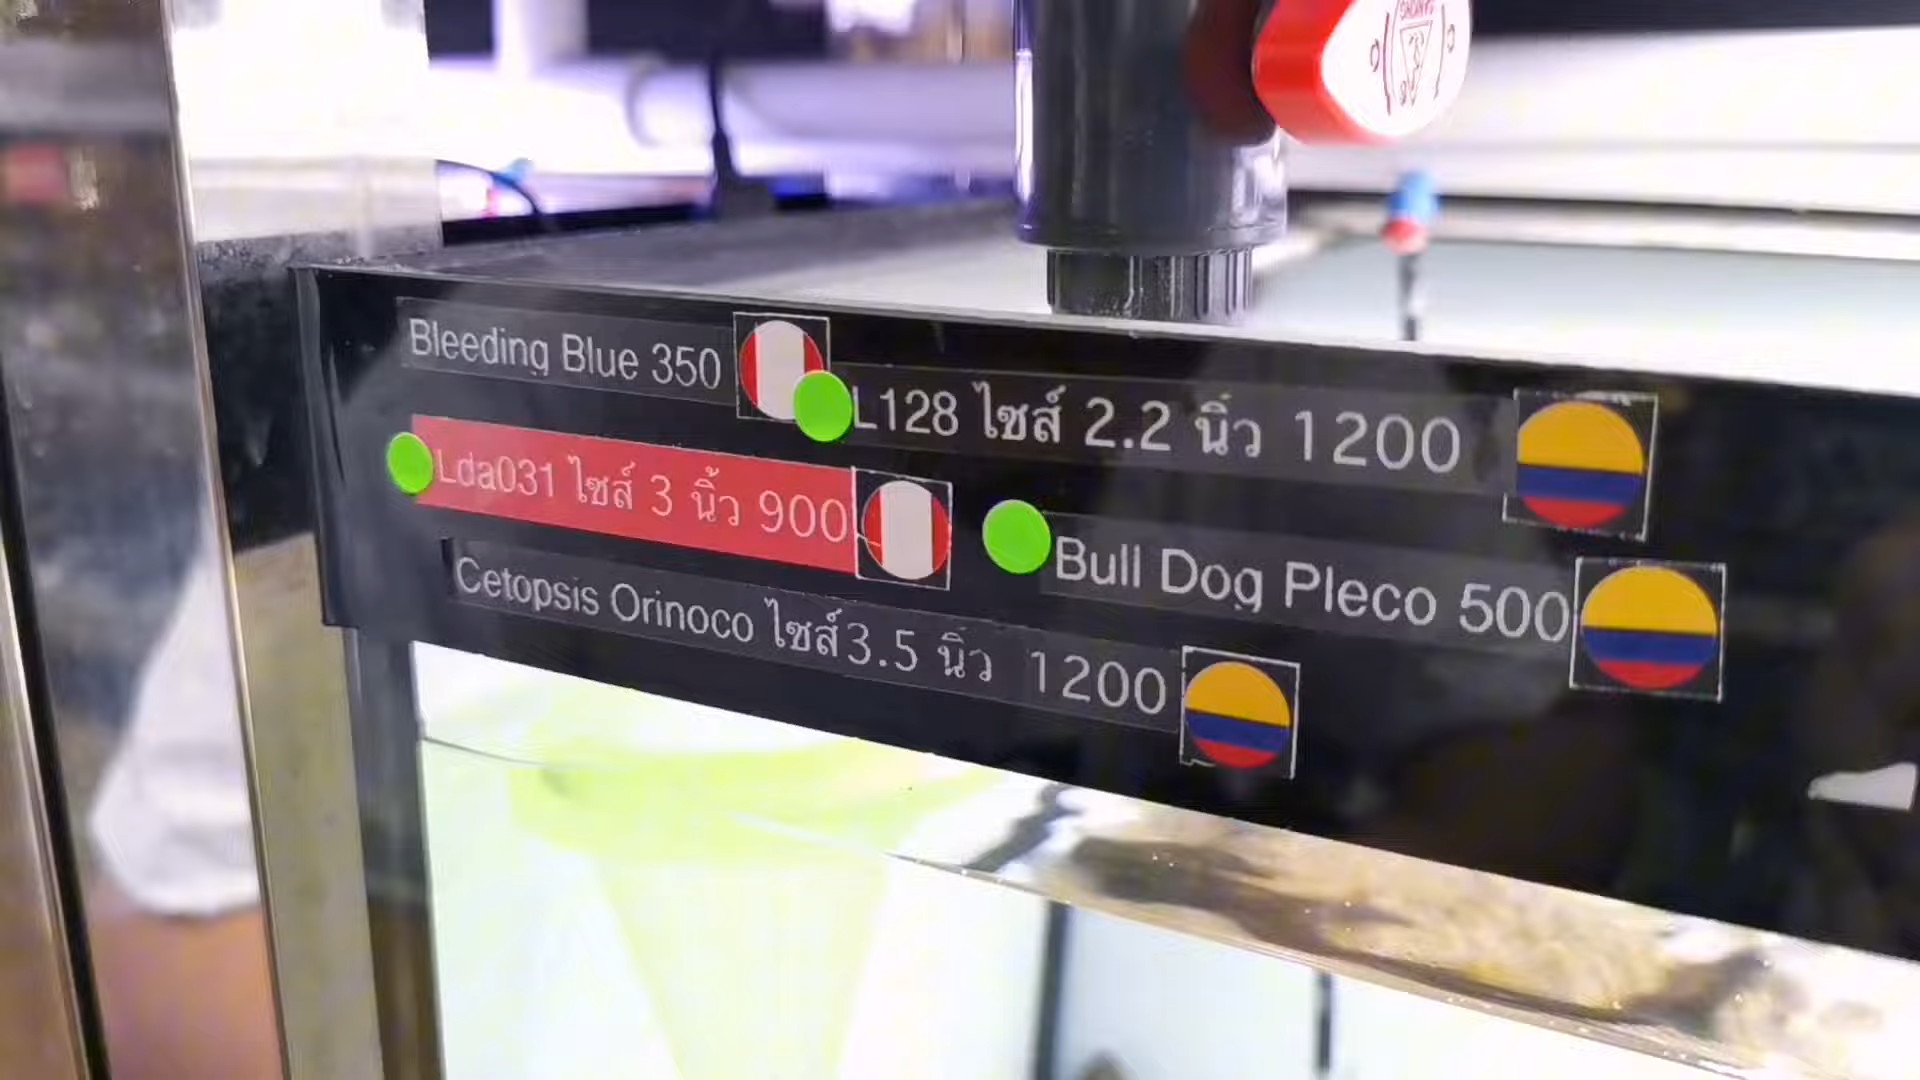 Bleeding Blue 350
L128 ไซส์ 2.2 นิ้ว 1200
Lda031 ไซส์ 3 นิ้ว 900
Bull Dog Pleco 500
Cetopsis Orinoco ไซส์3.5 นิ้ว 1200